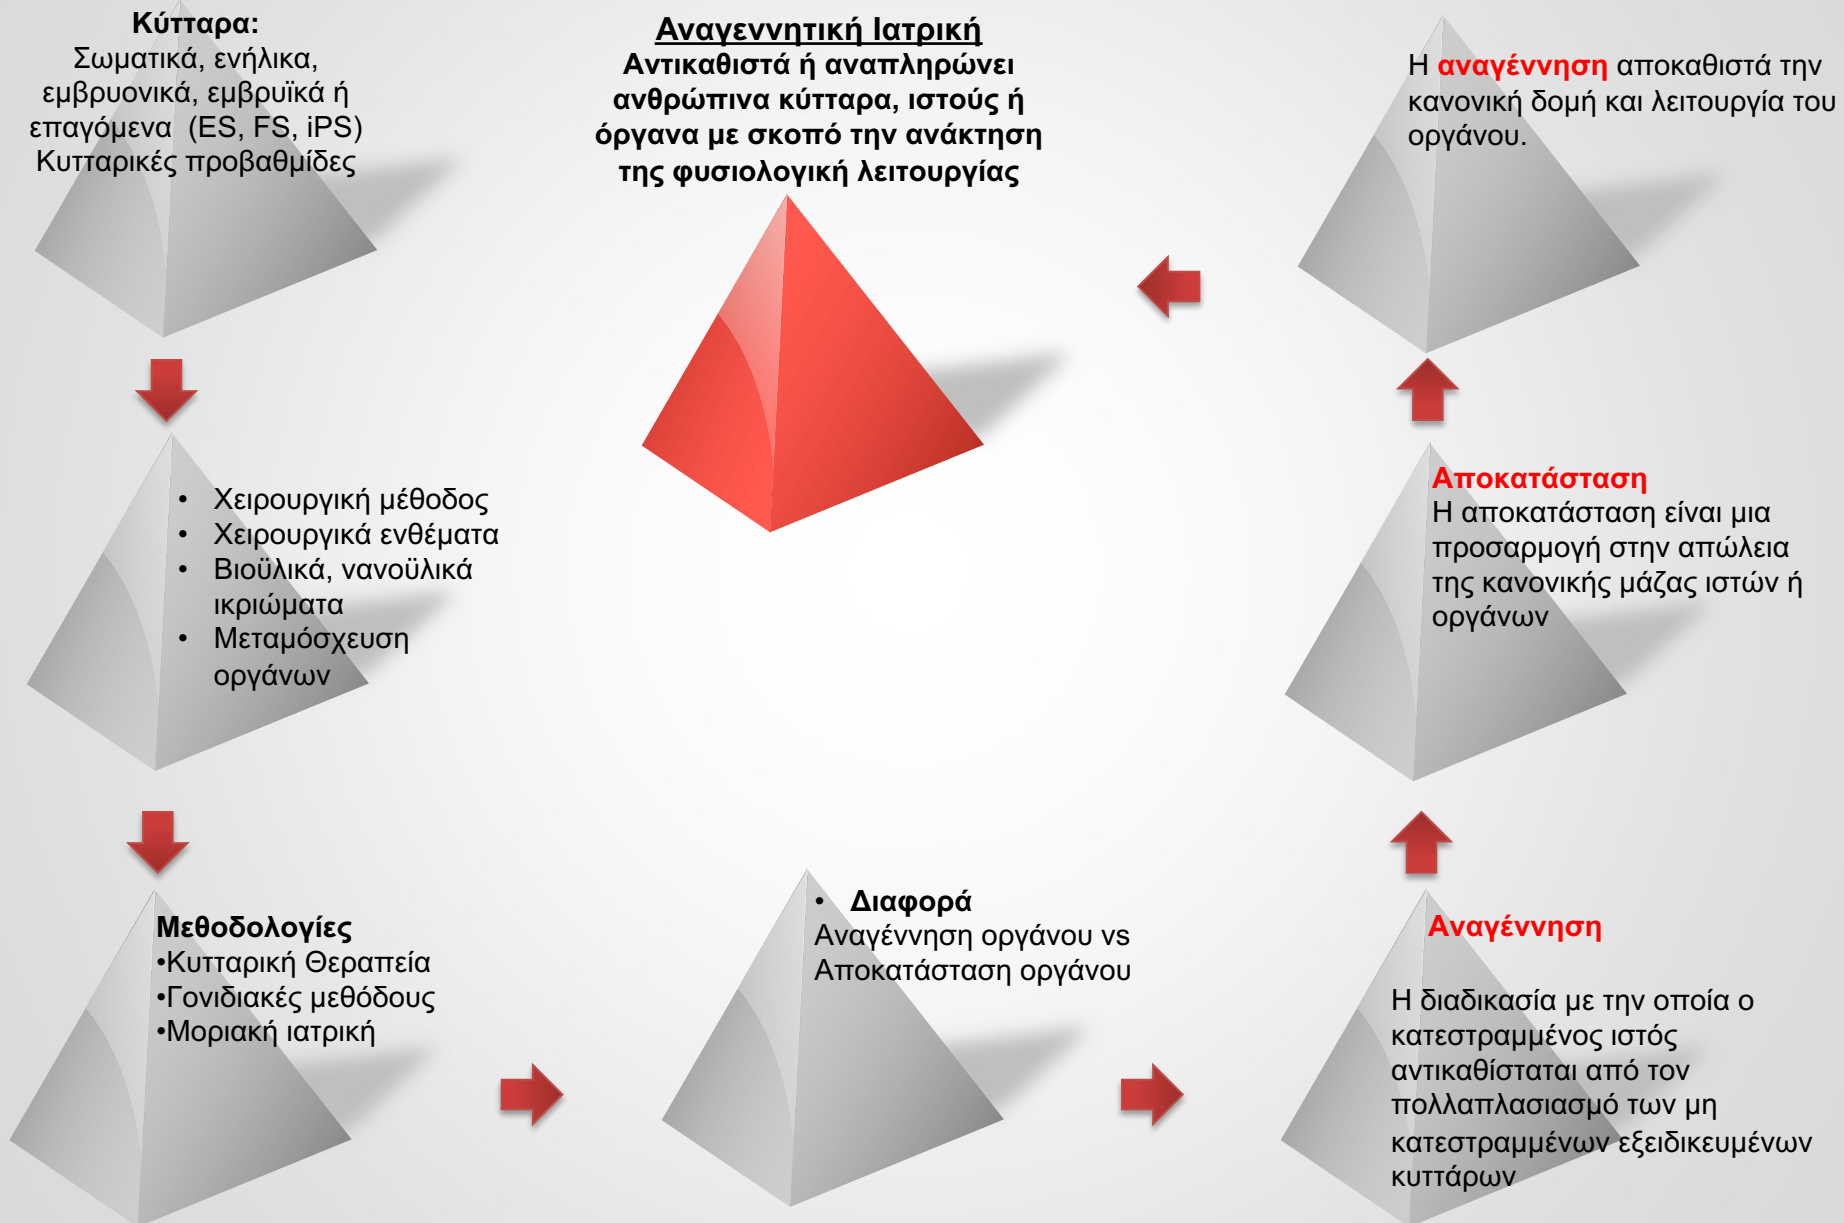 Κύτταρα:
Σωματικά, ενήλικα,
εμβρυονικά, εμβρυϊκά ή
επαγόμενα (ES, FS, iPS)
Κυτταρικές προβαθμίδες
• Χειρουργική μέθοδος
• Χειρουργικά ενθέματα
• Βιοϋλικά, νανοϋλικά
ικριώματα
• Μεταμόσχευση
οργάνων
Μεθοδολογίες
•Κυτταρική Θεραπεία
•Γονιδιακές μεθόδους
•Μοριακή ιατρική
• Διαφορά
Αναγέννηση οργάνου vs
Αποκατάσταση οργάνου
Αναγέννηση
Η διαδικασία με την οποία ο
κατεστραμμένος ιστός
αντικαθίσταται από τον
πολλαπλασιασμό των μη
κατεστραμμένων εξειδικευμένων
κυττάρων
Αποκατάσταση
Η αποκατάσταση είναι μια
προσαρμογή στην απώλεια
της κανονικής μάζας ιστών ή
οργάνων
Η αναγέννηση αποκαθιστά την
κανονική δομή και λειτουργία του
οργάνου.
Αναγεννητική Ιατρική
Αντικαθιστά ή αναπληρώνει
ανθρώπινα κύτταρα, ιστούς ή
όργανα με σκοπό την ανάκτηση
της φυσιολογική λειτουργίας